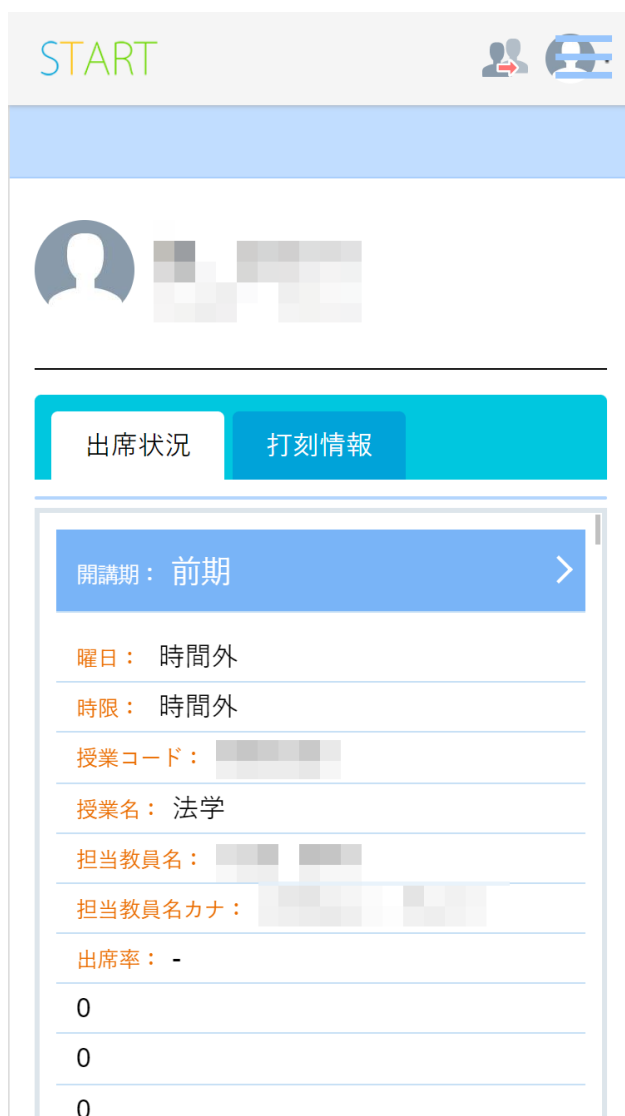 START
出席状況
打刻情報
開講期： 前期
曜日： 時間外
時限： 時間外
授業コード：
授業名： 法学
担当教員名：
担当教員名カナ：
出席率： -
0
0
0